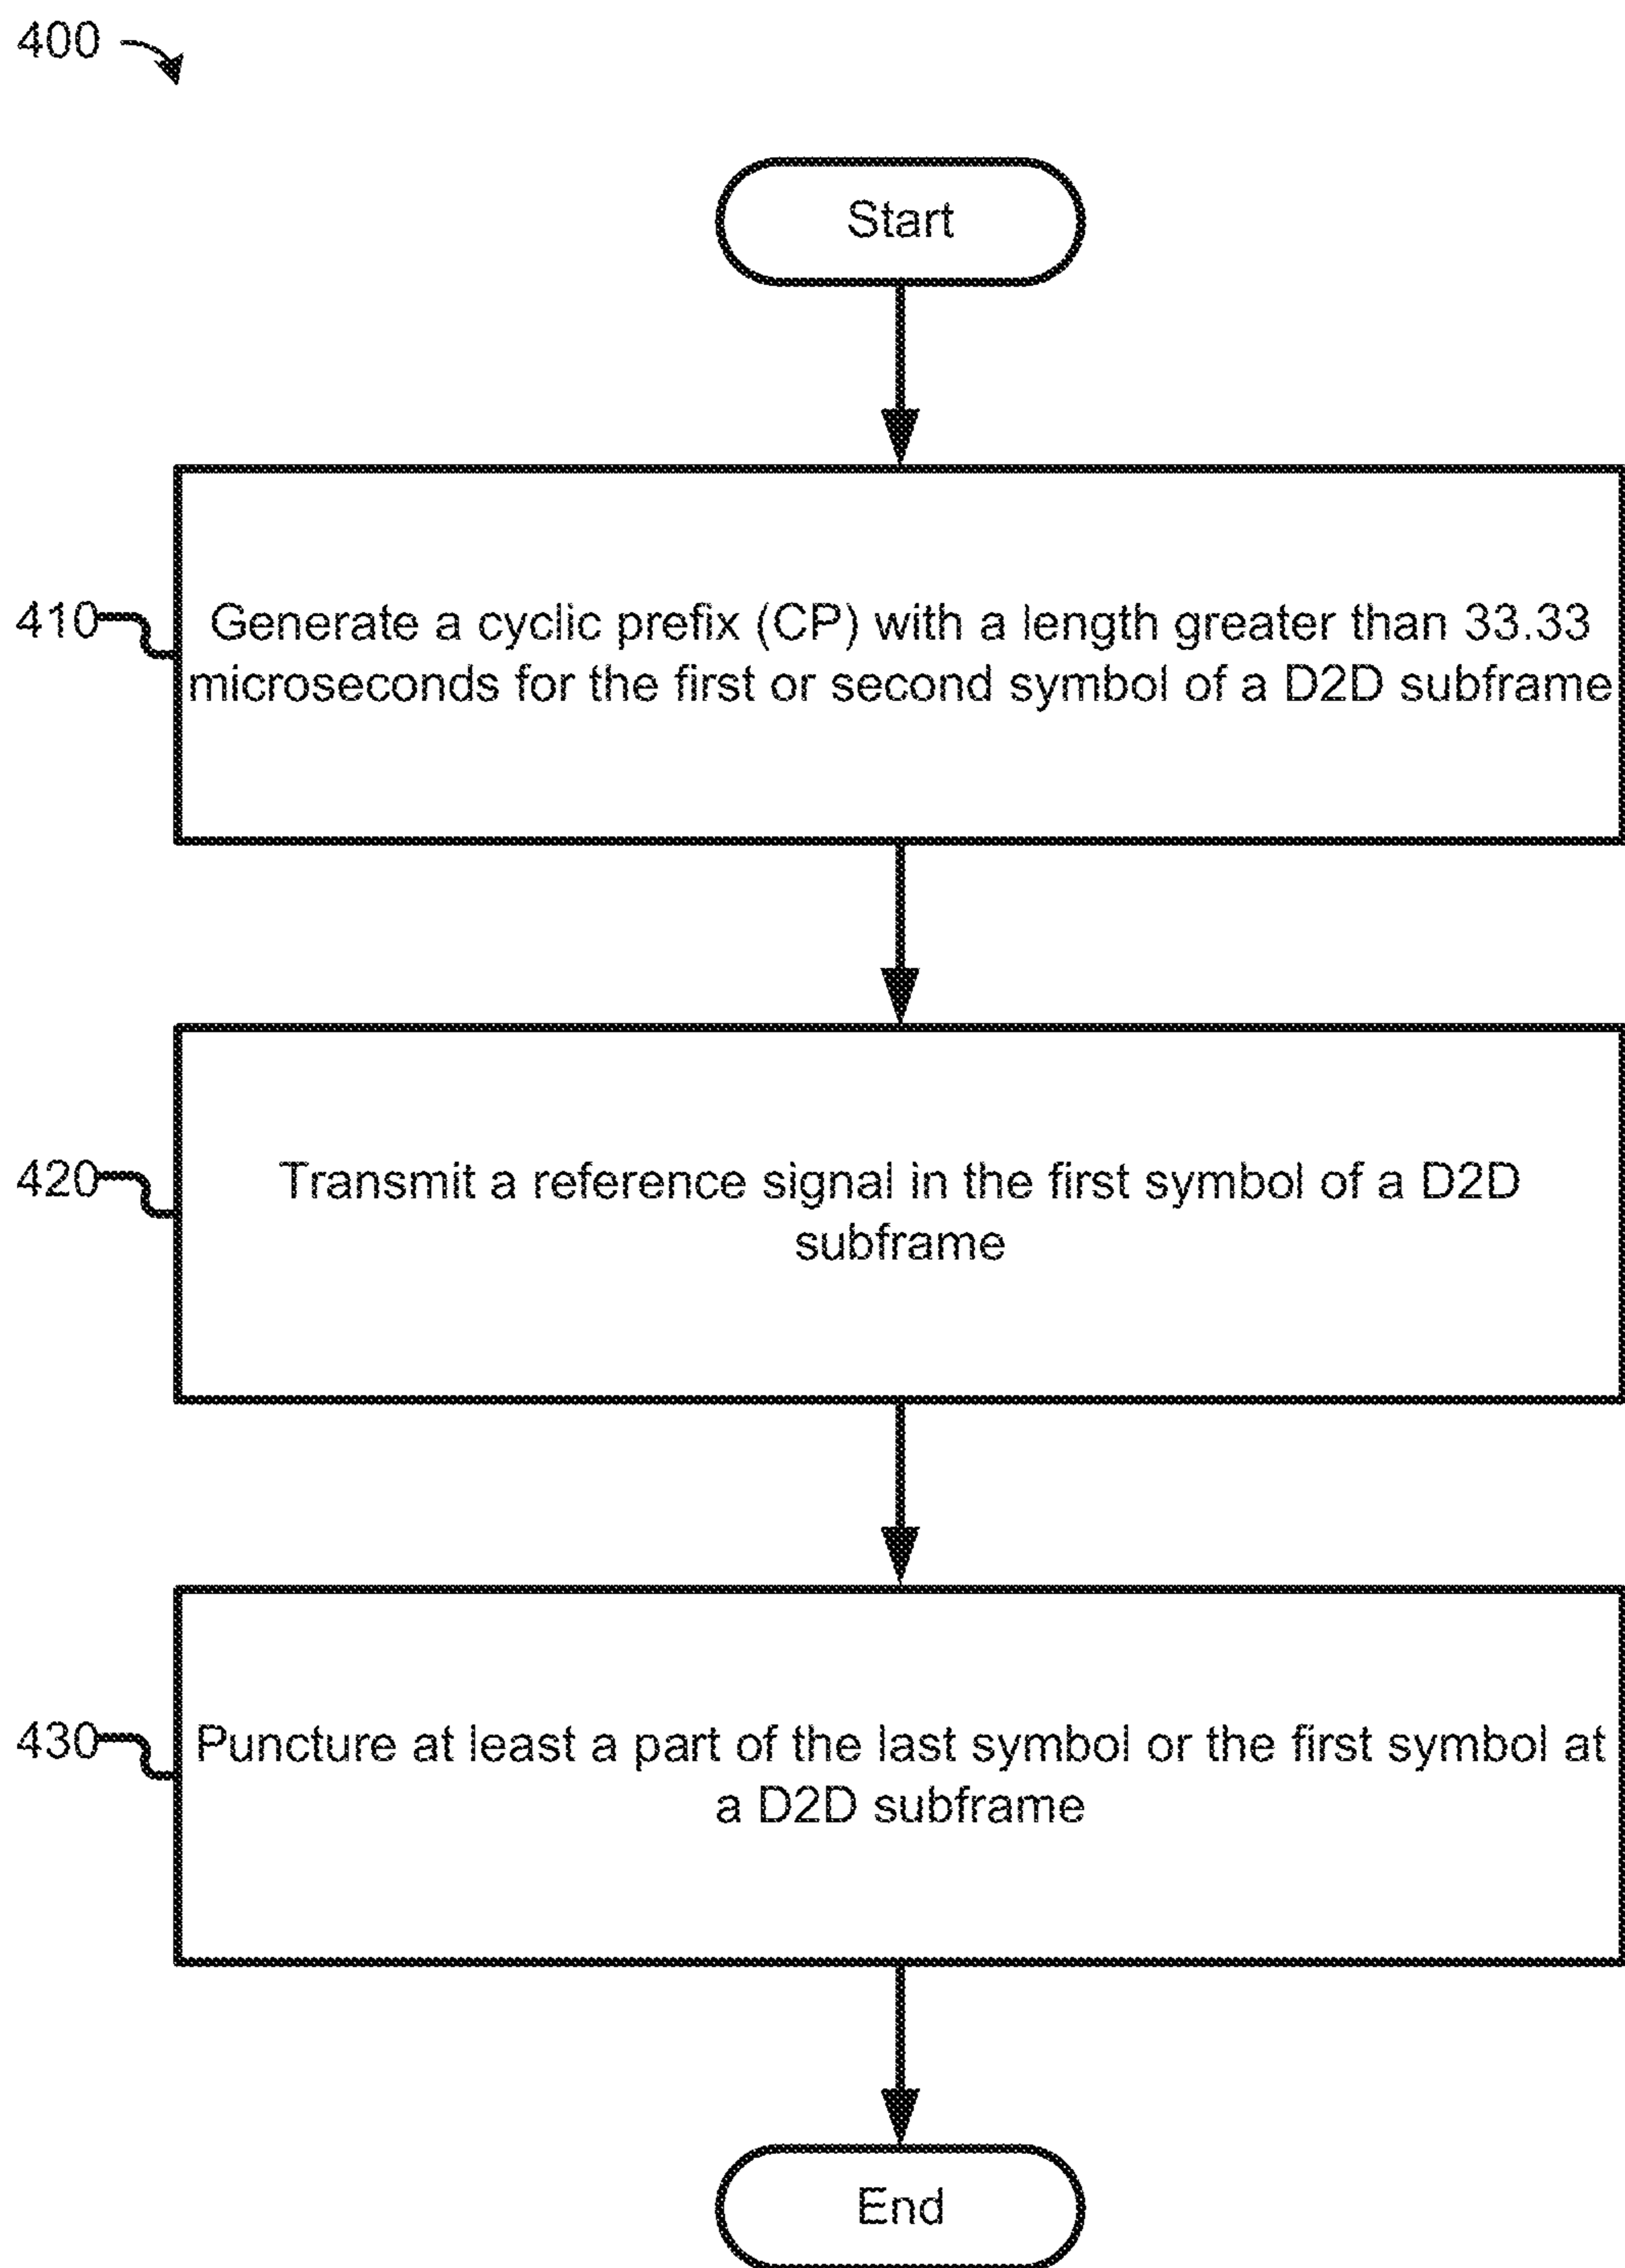 400
Start
410
Generate a cyclic prefix (CP) with a length greater than 33.33
microseconds for the first or second symbol of a D2D subframe
420
Transmit a reference signal in the first symbol of a D2D
subframe
430
Puncture at least a part of the last symbol or the first symbol at
a D2D subframe
End